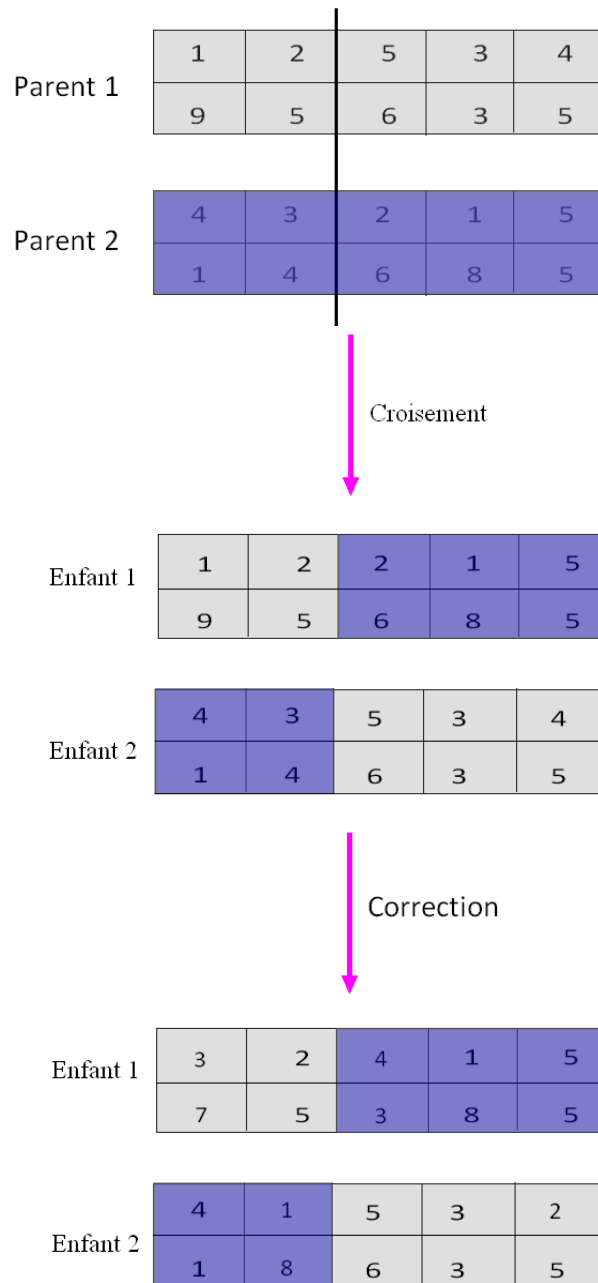 1 2 5 3 4
Parent 1
9 5 6 3 5
4 3 2 1 5
Parent 2
1 4 6 8 5
Croisement
1 2 2 1 5
Enfant 1
9 5 6 8 5
4 3 5 3 4
Enfant 2
1 4 6 3 5
Correction
3 2 4 1 5
Enfant 1
7 5 3 8 5
4 1 5 3 2
Enfant 2
1 8 6 3 5